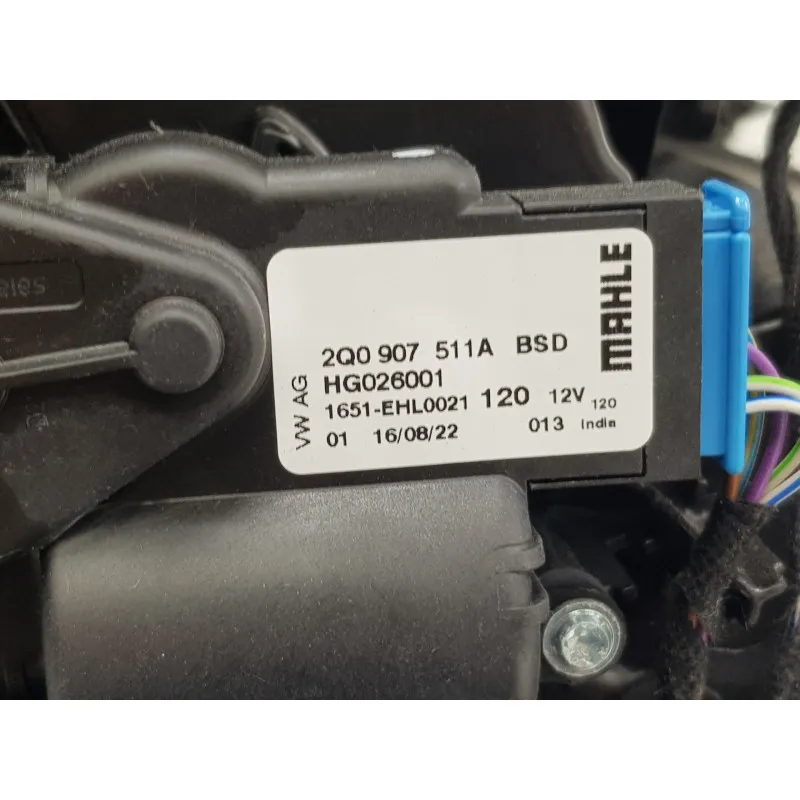 2Q0 907 511A BSD
HG026001
1651-EHL0021 120 12V 120
01 16/08/22 013 India
VW AG
MAHLE